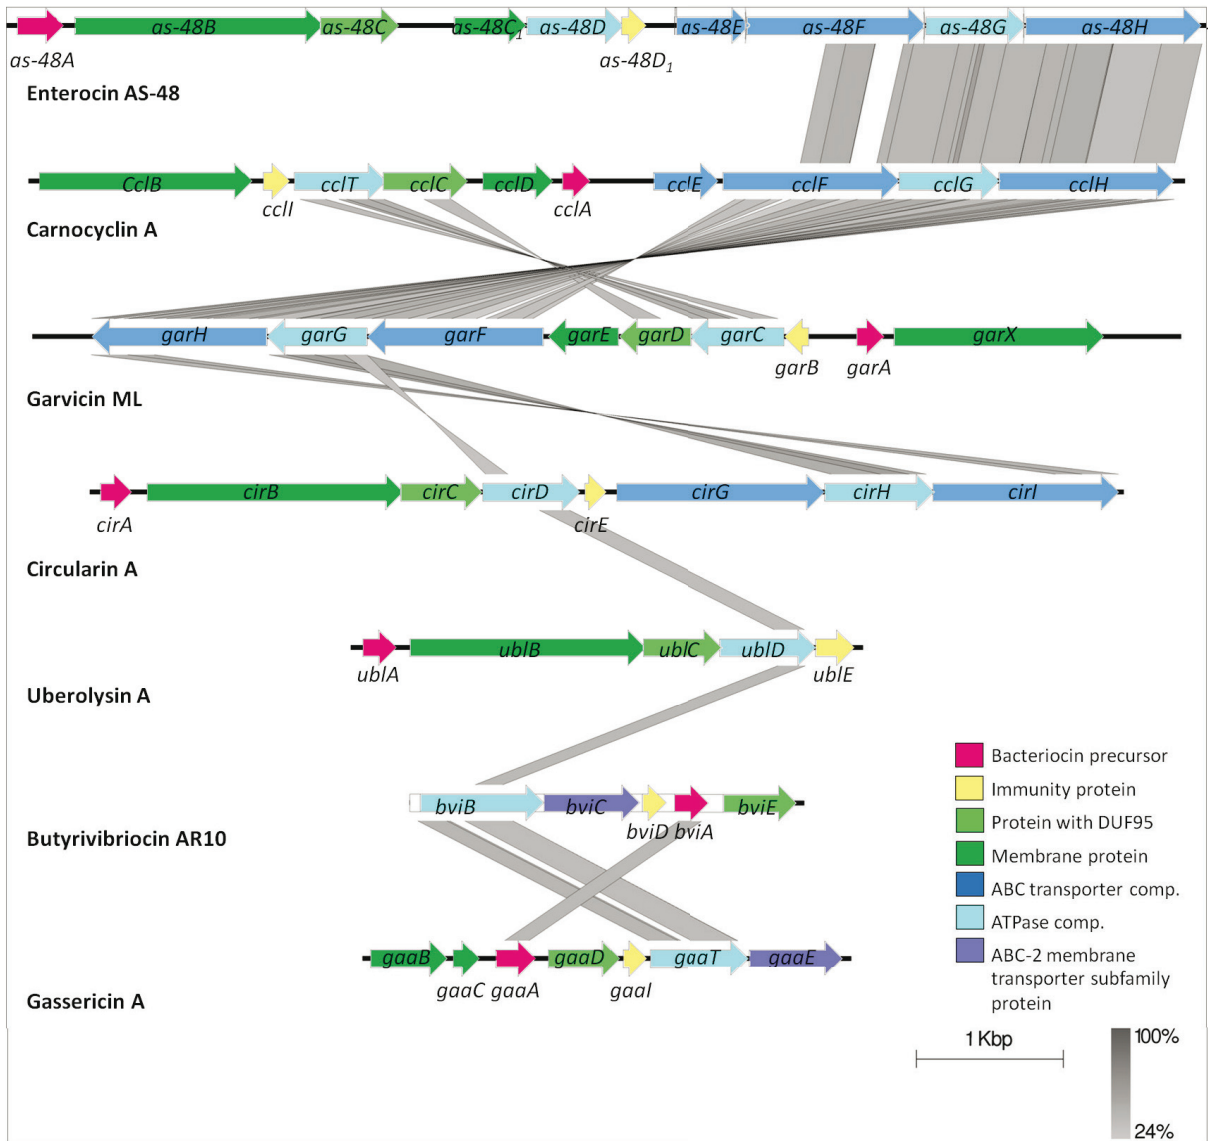 as-48B as-48C as-48C1 as-48D as-48E as-48F as-48G as-48H
as-48A as-48D1
Enterocin AS-48
CclB cclT cclC cclD cclE cclF cclG cclH
cclI cclA
Carnocyclin A
garH garG garF garE garD garC garX
garB garA
Garvicin ML
cirB cirC cirD cirG cirH cirI
cirA cirE
Circularin A
ublB ublC ublD
ublA ublE
Uberolysin A
bviB bviC bviE
bviD bviA
Butyrivibriocin AR10
gaaB gaaD gaaT gaaE
gaaC gaaA gaaI
Gassericin A
Bacteriocin precursor
Immunity protein
Protein with DUF95
Membrane protein
ABC transporter comp.
ATPase comp.
ABC-2 membrane
transporter subfamily
protein
1 Kbp
100%
24%